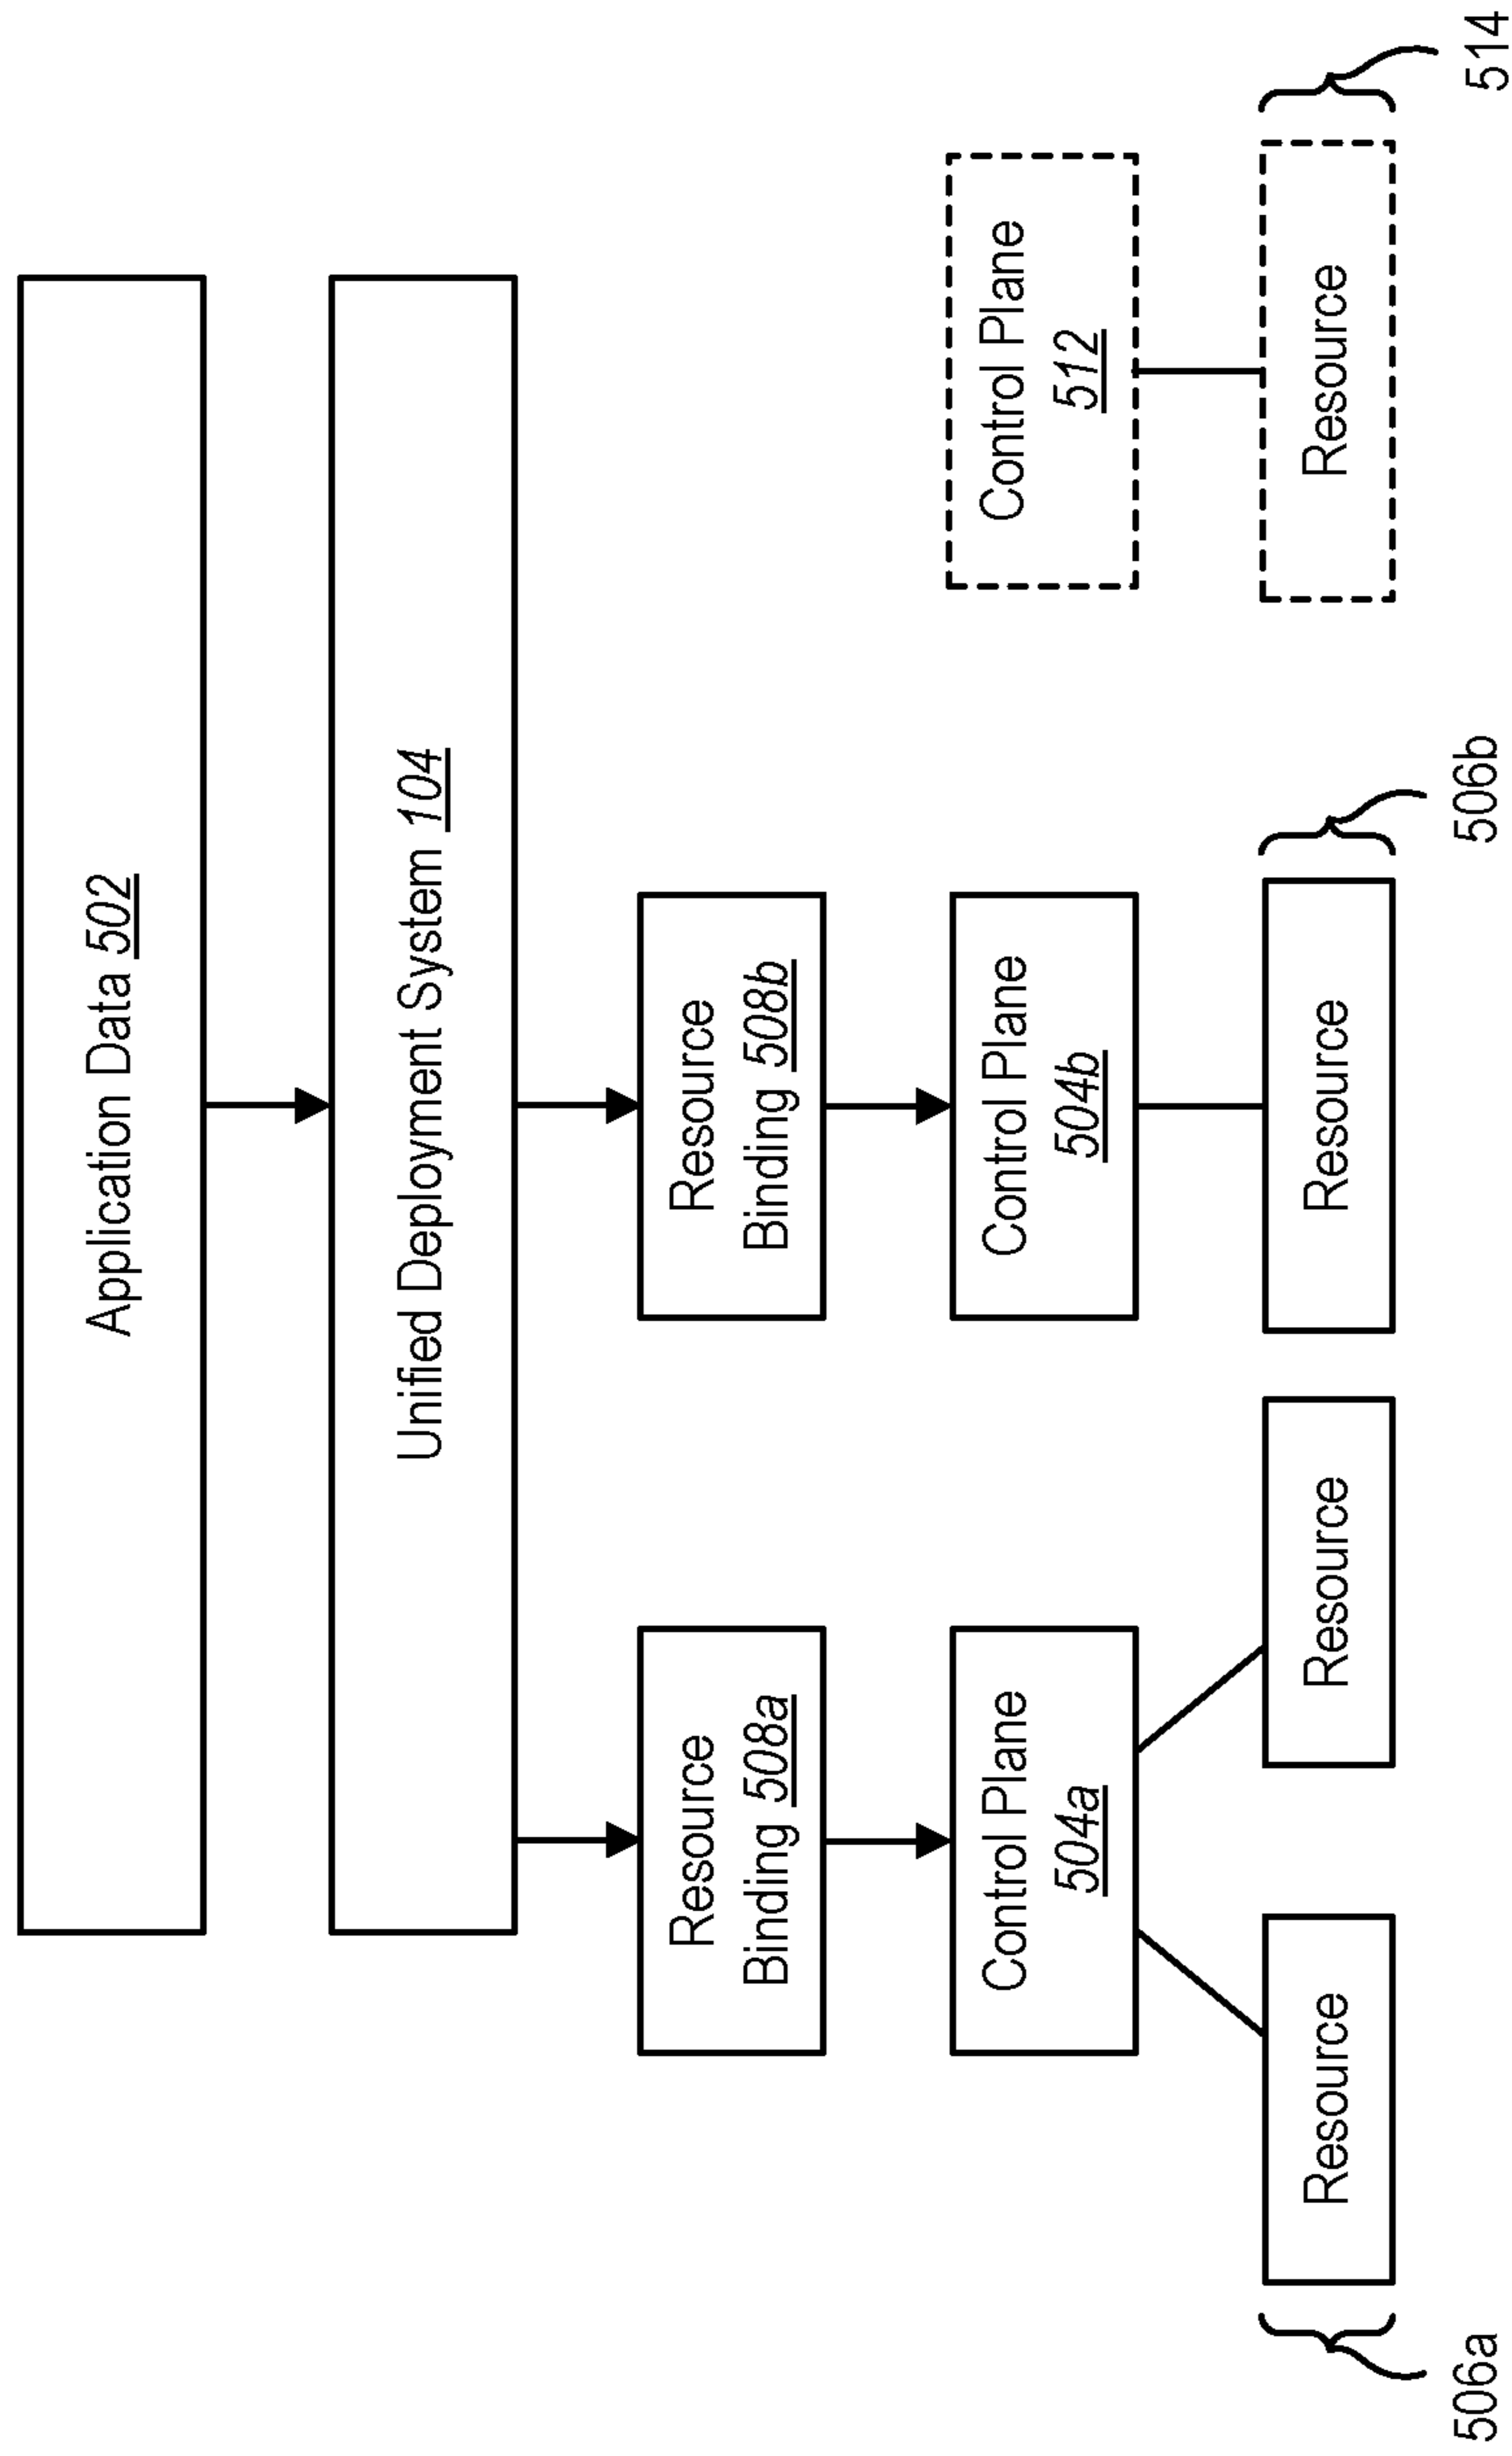 Application Data 502
Unified Deployment System 104
Resource
Binding 508a
Resource
Binding 508b
Control Plane
504a
Control Plane
504b
Control Plane
512
Resource
Resource
Resource
Resource
506a
506b
514